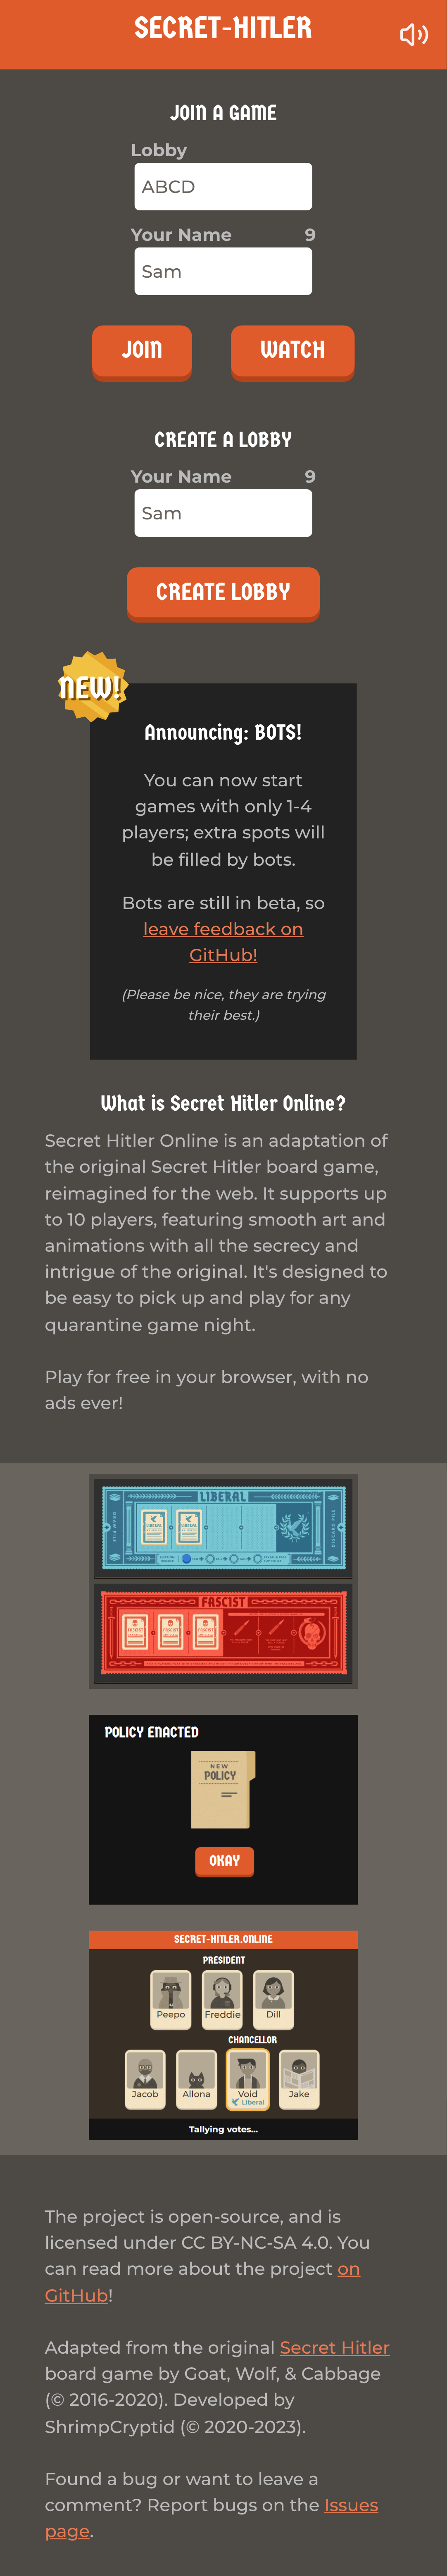 SECRET-HITLER
JOIN A GAME
Lobby
ABCD
Your Name 9
Sam
JOIN WATCH
CREATE A LOBBY
Your Name 9
Sam
CREATE LOBBY
NEW!
Announcing: BOTS!
You can now start
games with only 1-4
players; extra spots will
be filled by bots.
Bots are still in beta, so
leave feedback on
GitHub!
(Please be nice, they are trying
their best.)
What is Secret Hitler Online?
Secret Hitler Online is an adaptation of
the original Secret Hitler board game,
reimagined for the web. It supports up
to 10 players, featuring smooth art and
animations with all the secrecy and
intrigue of the original. It's designed to
be easy to pick up and play for any
quarantine game night.
Play for free in your browser, with no
ads ever!
LIBERAL
DRAW PILE
DISCARD PILE
FASCIST
POLICY ENACTED
NEW
POLICY
OKAY
SECRET-HITLER.ONLINE
PRESIDENT
Peepo Freddie Dill
CHANCELLOR
Jacob Allona Void Jake
Liberal
Tallying votes...
The project is open-source, and is
licensed under CC BY-NC-SA 4.0. You
can read more about the project on
GitHub!
Adapted from the original Secret Hitler
board game by Goat, Wolf, & Cabbage
(© 2016-2020). Developed by
ShrimpCryptid (© 2020-2023).
Found a bug or want to leave a
comment? Report bugs on the Issues
page.